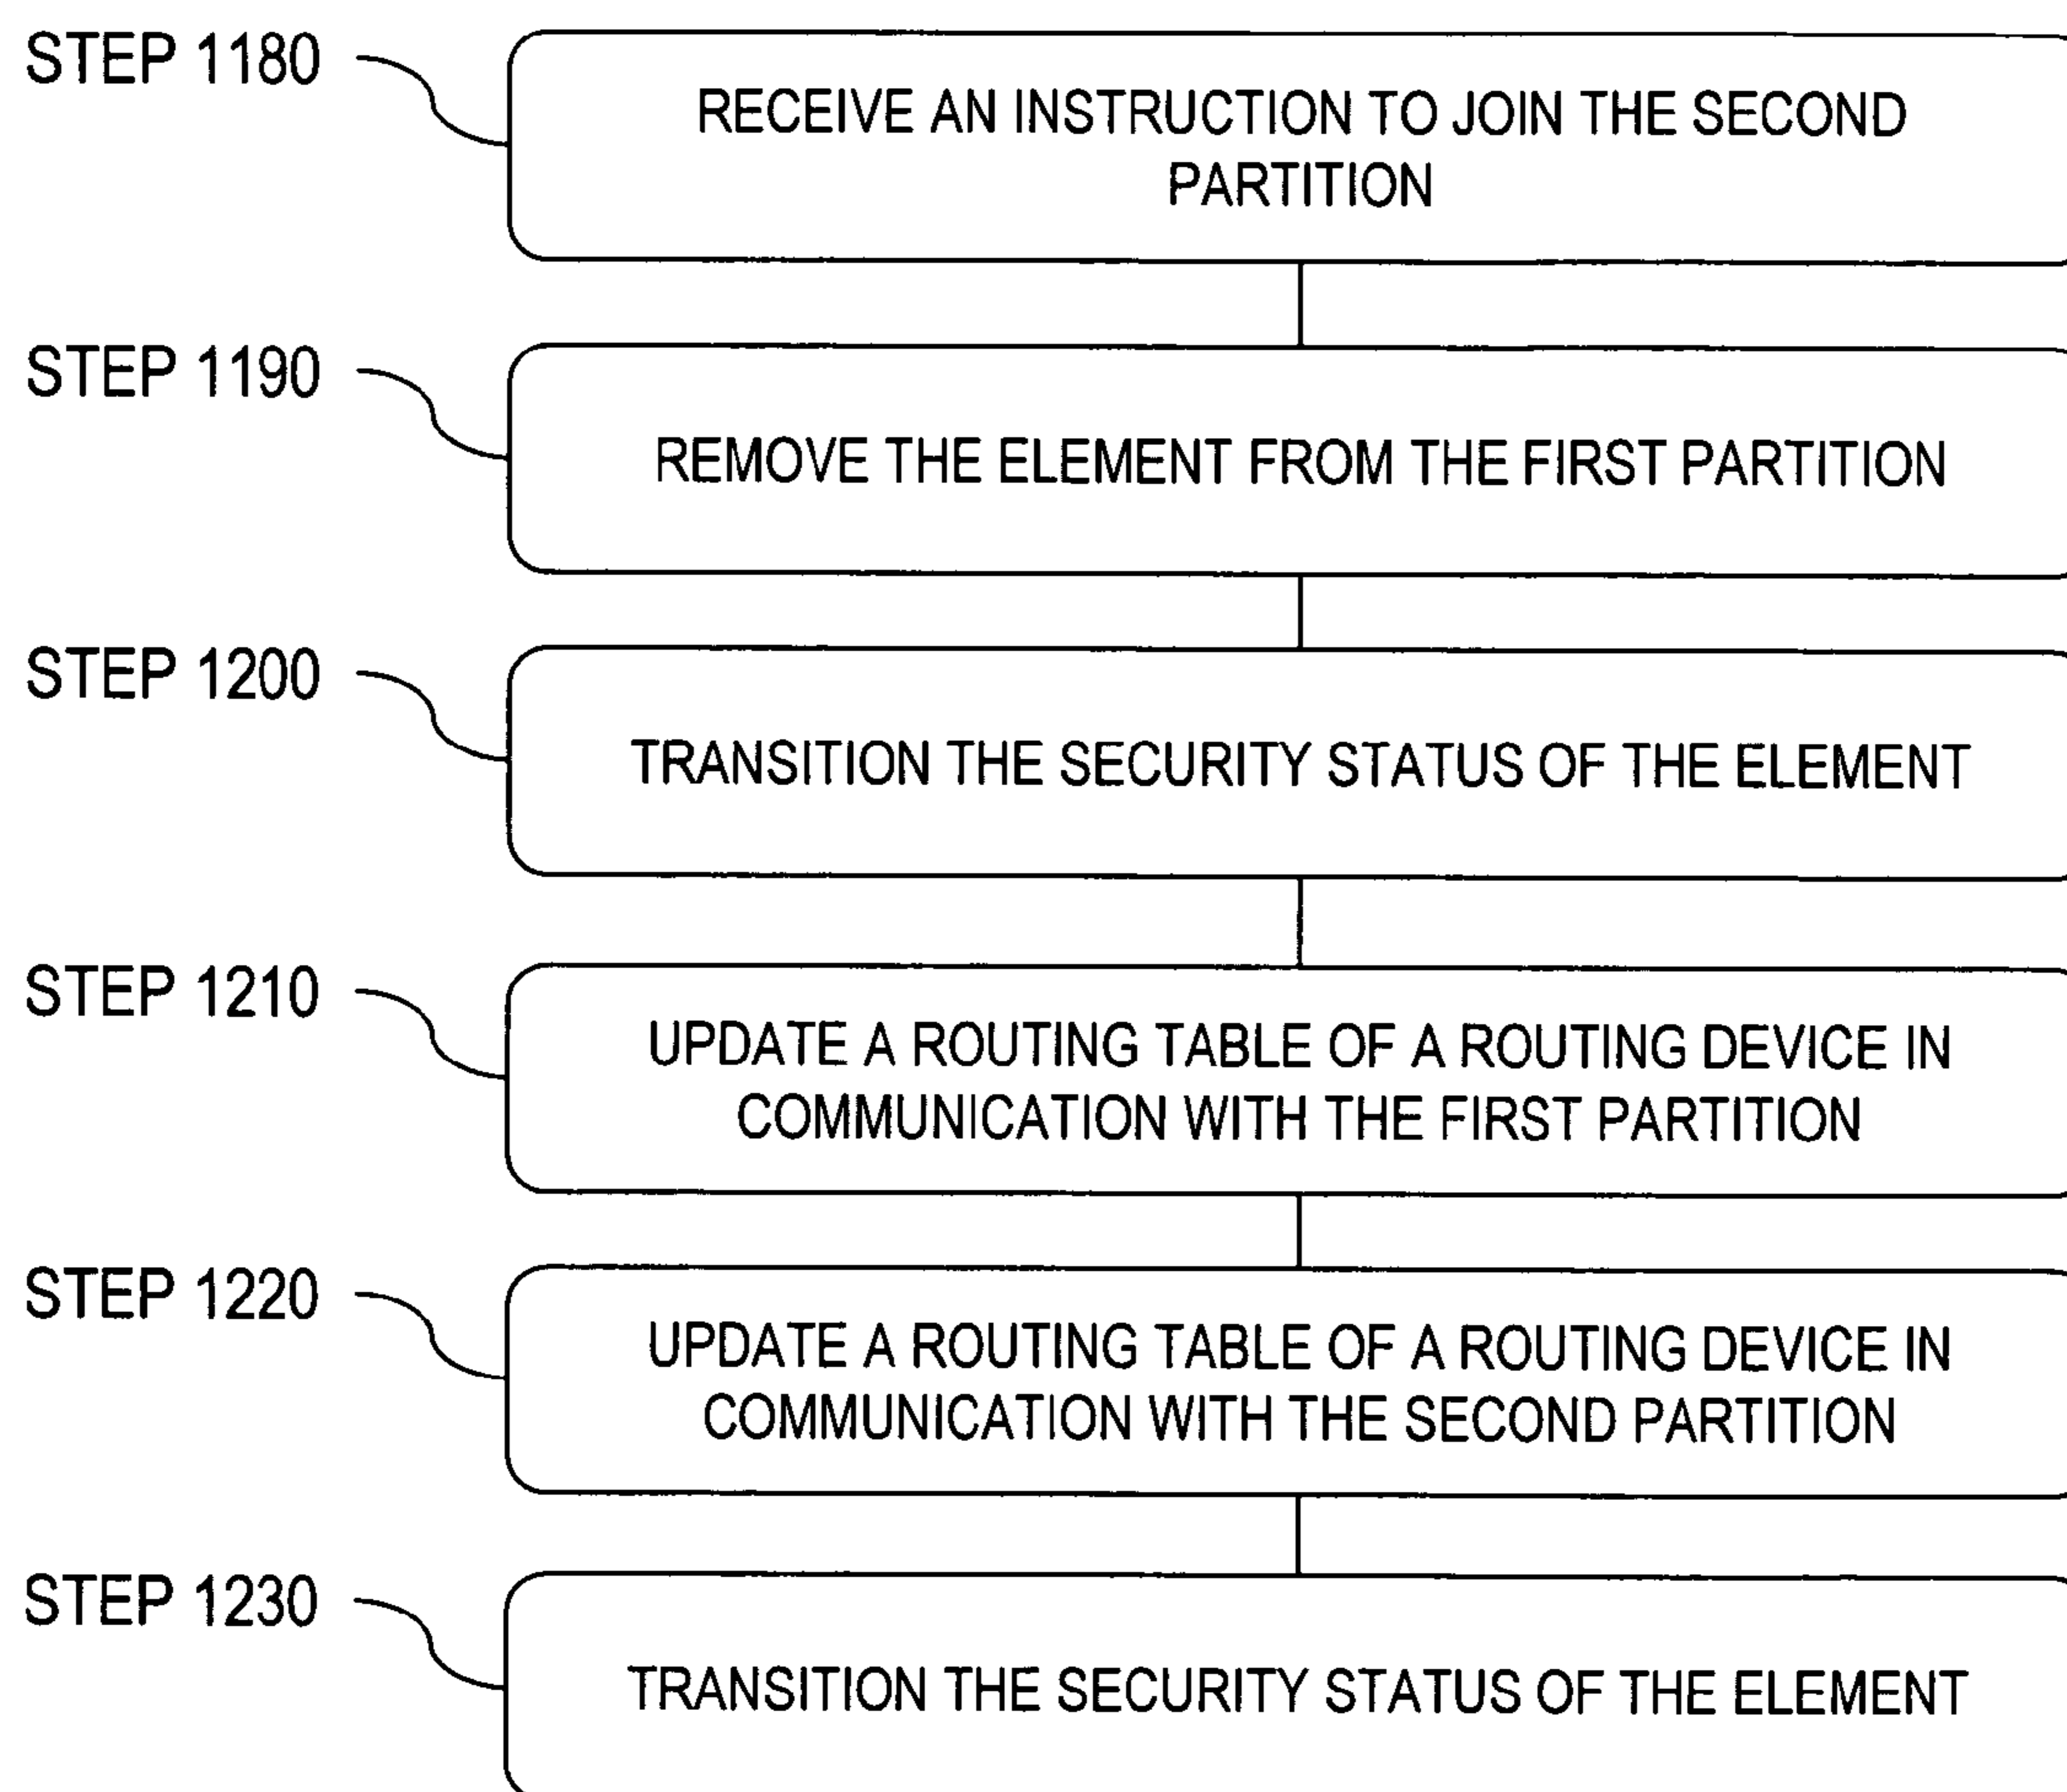 STEP 1180
RECEIVE AN INSTRUCTION TO JOIN THE SECOND
PARTITION
STEP 1190
REMOVE THE ELEMENT FROM THE FIRST PARTITION
STEP 1200
TRANSITION THE SECURITY STATUS OF THE ELEMENT
STEP 1210
UPDATE A ROUTING TABLE OF A ROUTING DEVICE IN
COMMUNICATION WITH THE FIRST PARTITION
STEP 1220
UPDATE A ROUTING TABLE OF A ROUTING DEVICE IN
COMMUNICATION WITH THE SECOND PARTITION
STEP 1230
TRANSITION THE SECURITY STATUS OF THE ELEMENT